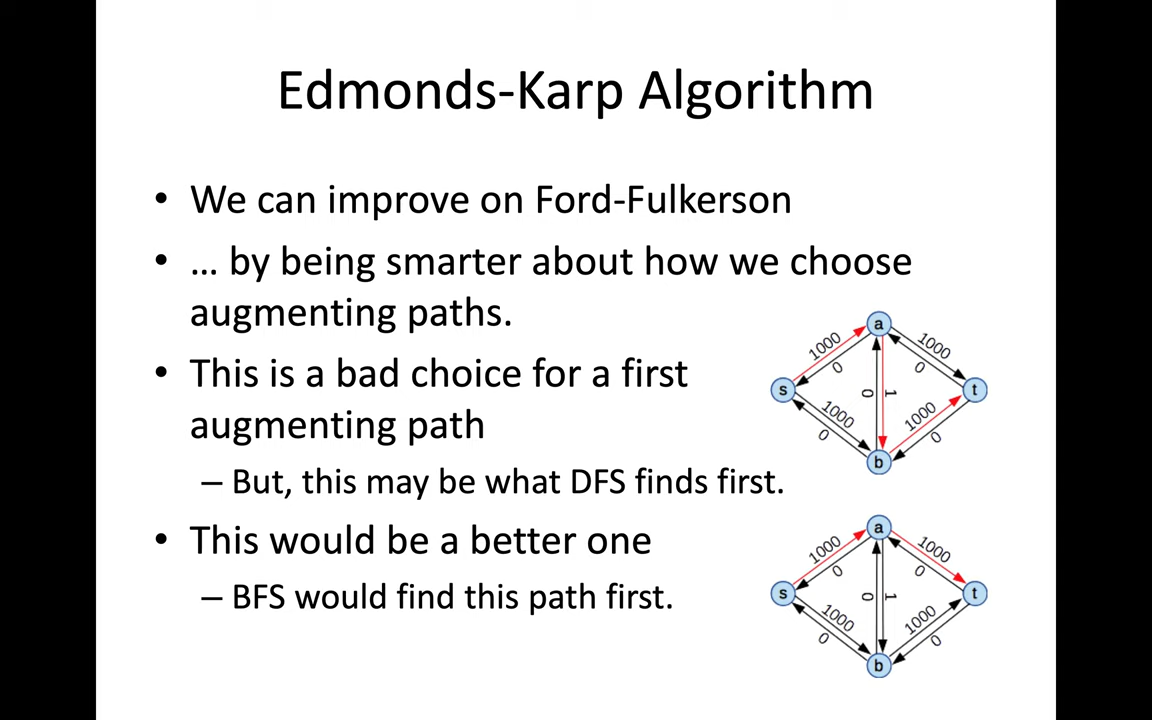 Edmonds-Karp Algorithm
• We can improve on Ford-Fulkerson
• … by being smarter about how we choose
augmenting paths.
• This is a bad choice for a first
augmenting path
– But, this may be what DFS finds first.
a
1000
1000
0
0
s
0
1
t
1000
1000
0
0
b
• This would be a better one
– BFS would find this path first.
a
1000
1000
0
0
s
0
1
t
1000
1000
0
0
b